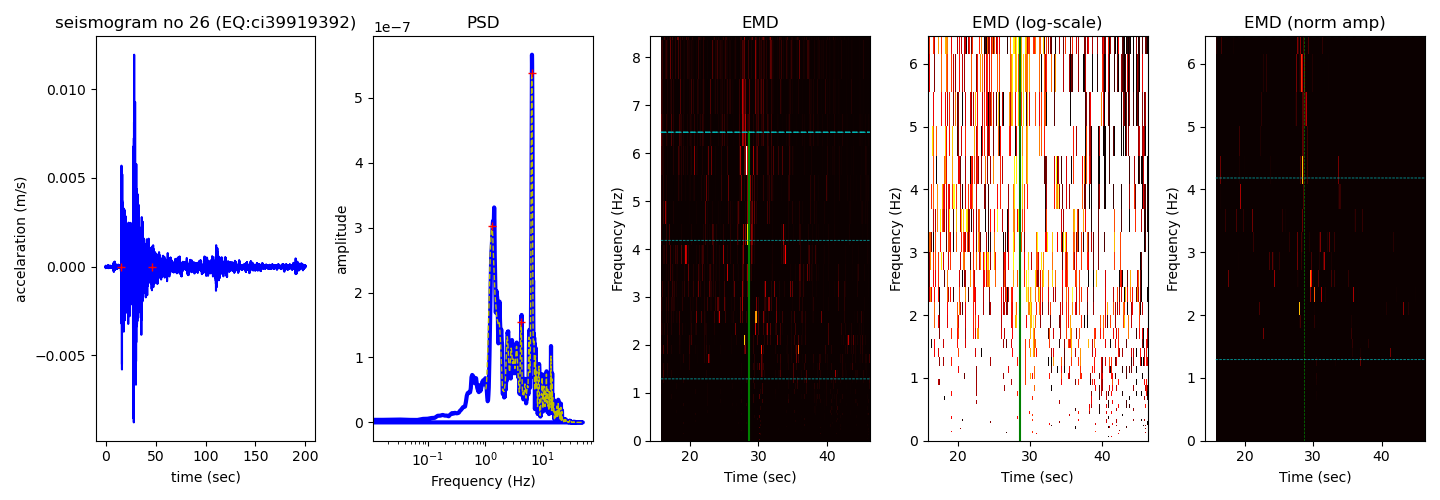 seismogram no 26 (EQ:ci39919392)
PSD
EMD
EMD (log-scale)
EMD (norm amp)
1e−7
accelaration (m/s)
0.010
0.005
0.000
−0.005
0 50 100 150 200
time (sec)
amplitude
5
4
3
2
1
0
10⁻¹ 10⁰ 10¹
Frequency (Hz)
Frequency (Hz)
8
7
6
5
4
3
2
1
0
20 30 40
Time (sec)
Frequency (Hz)
6
5
4
3
2
1
0
20 30 40
Time (sec)
Frequency (Hz)
6
5
4
3
2
1
0
20 30 40
Time (sec)